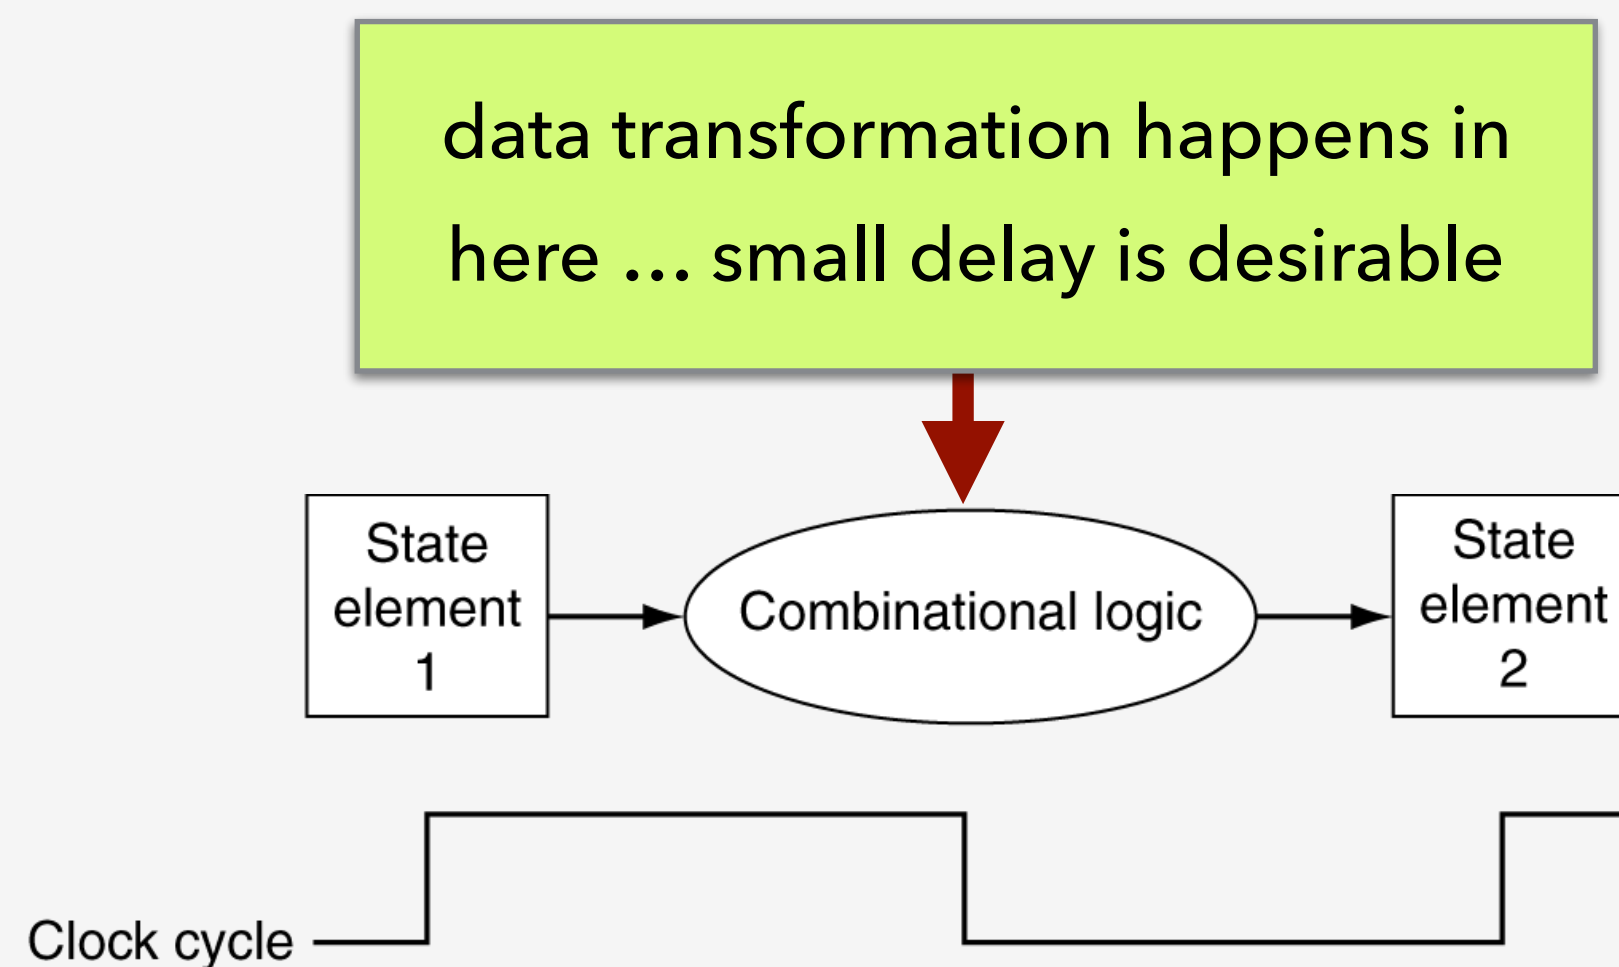 data transformation happens in
here ... small delay is desirable
State
element
1
Combinational logic
State
element
2
Clock cycle